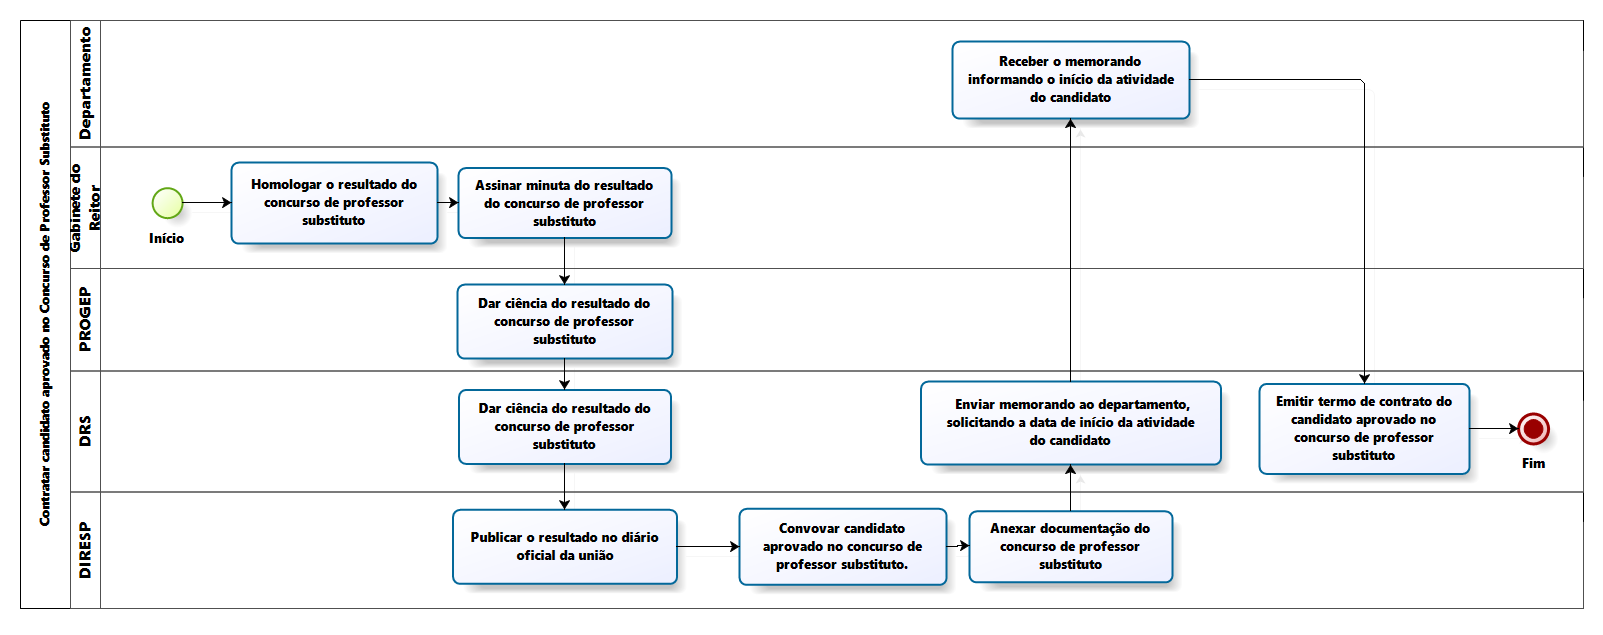 Contratar candidato aprovado no Concurso de Professor Substituto
Departamento
Receber o memorando
informando o início da atividade
do candidato
Gabinete do
Reitor
Início
Homologar o resultado do
concurso de professor
substituto
Assinar minuta do resultado
do concurso de professor
substituto
PROGEP
Dar ciência do resultado do
concurso de professor
substituto
DRS
Dar ciência do resultado do
concurso de professor
substituto
Enviar memorando ao departamento,
solicitando a data de início da atividade
do candidato
Emitir termo de contrato do
candidato aprovado no
concurso de professor
substituto
Fim
DIRESP
Publicar o resultado no diário
oficial da união
Convovar candidato
aprovado no concurso de
professor substituto.
Anexar documentação do
concurso de professor
substituto